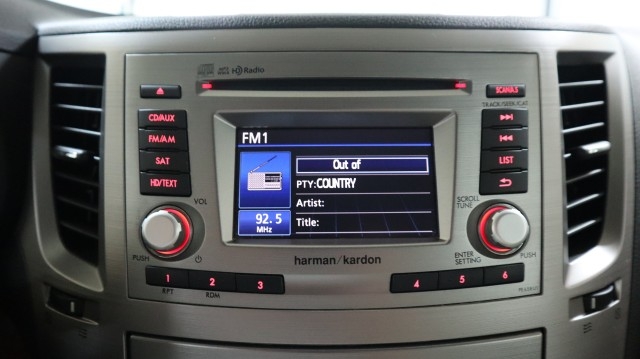 HD Radio
SCAN/AS
TRACK/SEEK/CAT
CD/AUX
FM/AM
SAT
HD/TEXT
LIST
FM1
Out of
PTY:COUNTRY
Artist:
Title:
92.5
MHz
VOL
PUSH
SCROLL
TUNE
ENTER
SETTING
PUSH
harman/kardon
1
2
3
4
5
6
RPT
RDM